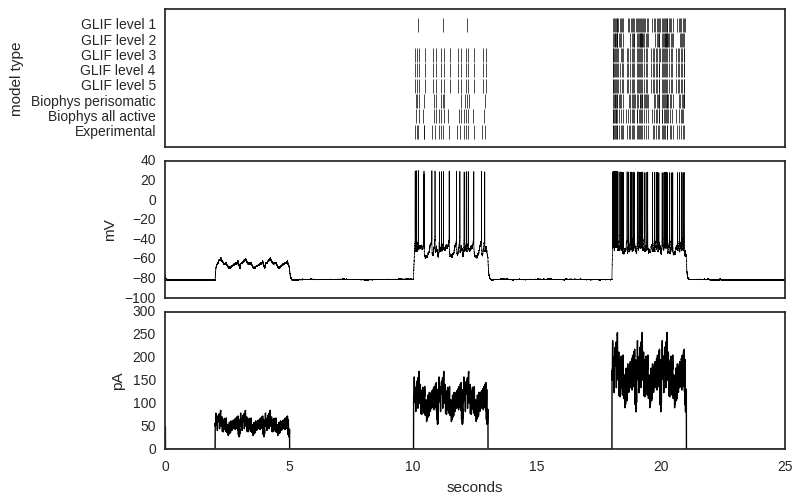 model type
GLIF level 1
GLIF level 2
GLIF level 3
GLIF level 4
GLIF level 5
Biophys perisomatic
Biophys all active
Experimental
mV
40
20
0
−20
−40
−60
−80
−100
pA
300
250
200
150
100
50
0
0 5 10 15 20 25
seconds